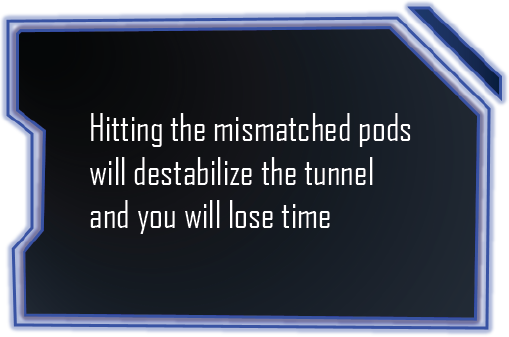 Hitting the mismatched pods
will destabilize the tunnel
and you will lose time